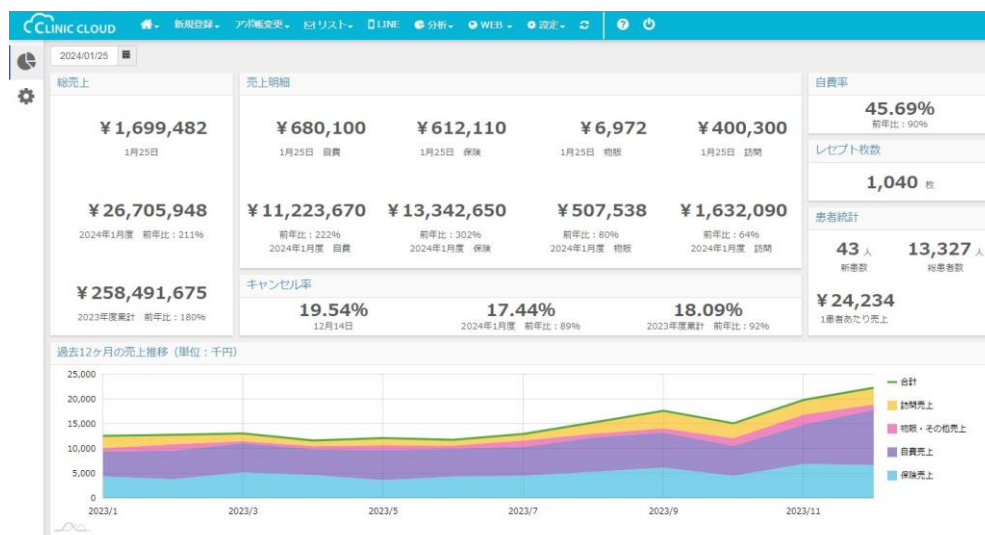 CLINIC CLOUD
新規登録
アポ帳変更
リスト
LINE
分析
WEB
設定
2024/01/25
総売上
¥1,699,482
1月25日
¥26,705,948
2024年1月度 前年比:211%
¥258,491,675
2023年度累計 前年比:180%
売上明細
¥680,100
1月25日 自費
¥612,110
1月25日 保険
¥6,972
1月25日 物販
¥400,300
1月25日 訪問
¥11,223,670
前年比:222%
2024年1月度 自費
¥13,342,650
前年比:302%
2024年1月度 保険
¥507,538
前年比:80%
2024年1月度 物販
¥1,632,090
前年比:64%
2024年1月度 訪問
キャンセル率
19.54%
12月14日
17.44%
2024年1月度 前年比:89%
18.09%
2023年度累計 前年比:92%
自費率
45.69%
前年比:90%
レセプト枚数
1,040 枚
患者統計
43人
新患数
13,327人
総患者数
¥24,234
1患者あたり売上
過去12ヶ月の売上推移(単位:千円)
25,000
20,000
15,000
10,000
5,000
0
2023/1
2023/3
2023/5
2023/7
2023/9
2023/11
合計
訪問売上
物販・その他売上
自費売上
保険売上